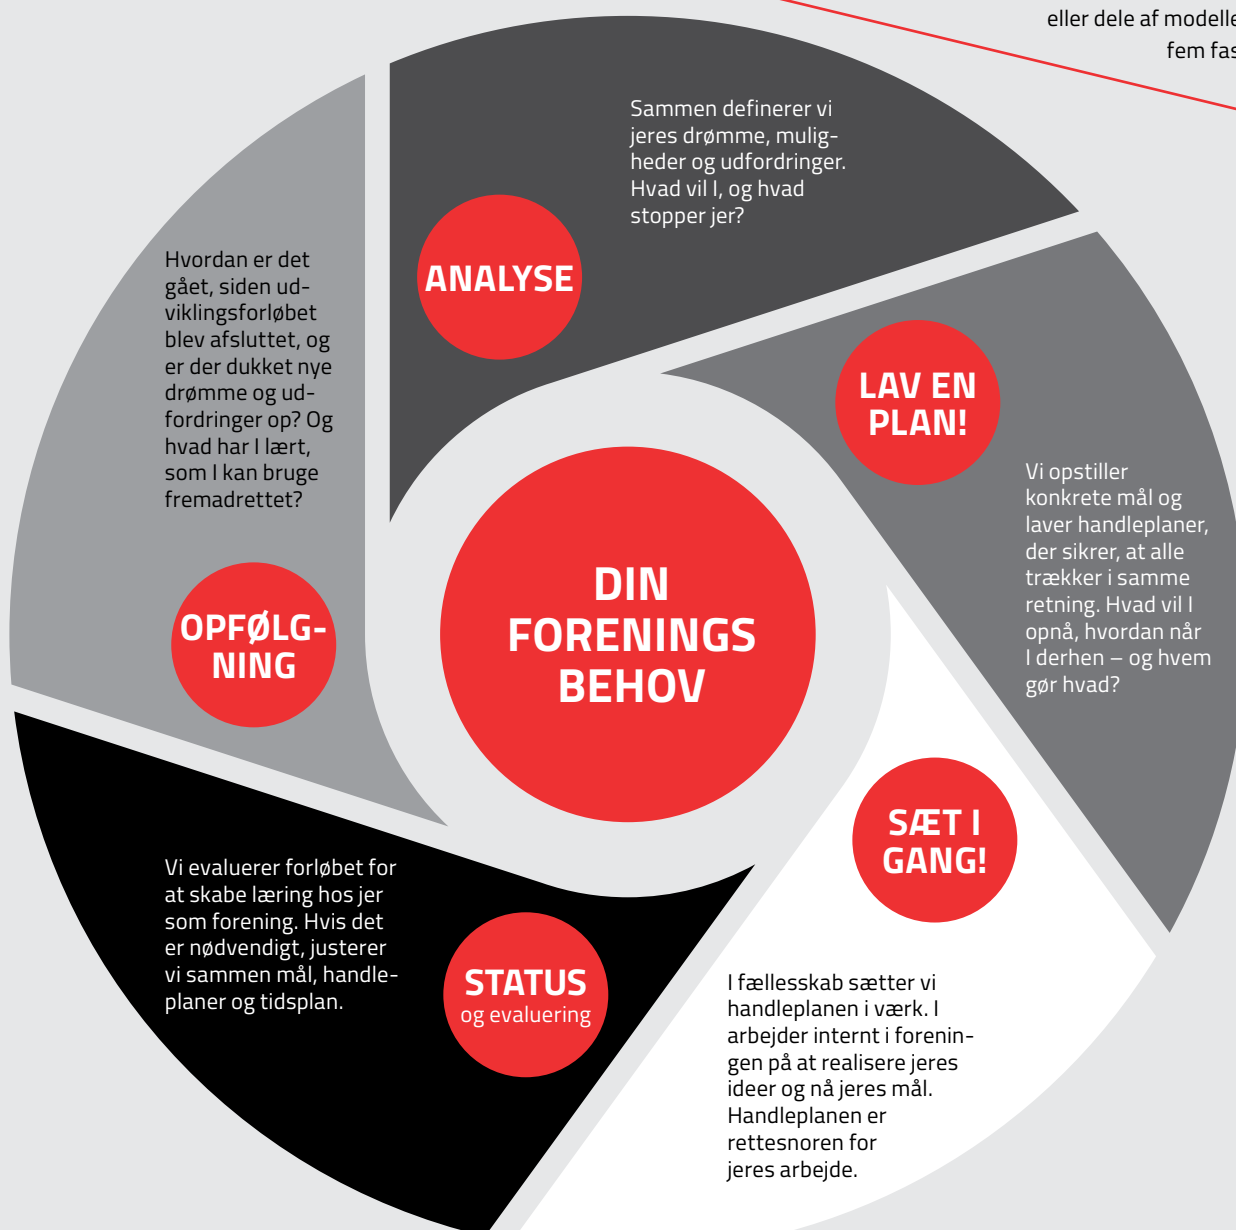 eller dele af modelle
fem fas
Sammen definerer vi
jeres drømme, mulig-
heder og udfordringer.
Hvad vil I, og hvad
stopper jer?
ANALYSE
LAV EN
PLAN!
Vi opstiller
konkrete mål og
laver handleplaner,
der sikrer, at alle
trækker i samme
retning. Hvad vil I
opnå, hvordan når
I derhen – og hvem
gør hvad?
SÆT I
GANG!
I fællesskab sætter vi
handleplanen i værk. I
arbejder internt i forenin-
gen på at realisere jeres
ideer og nå jeres mål.
Handleplanen er
rettesnoren for
jeres arbejde.
STATUS
og evaluering
Vi evaluerer forløbet for
at skabe læring hos jer
som forening. Hvis det
er nødvendigt, justerer
vi sammen mål, handle-
planer og tidsplan.
OPFØLG-
NING
Hvordan er det
gået, siden ud-
viklingsforløbet
blev afsluttet, og
er der dukket nye
drømme og ud-
fordringer op? Og
hvad har I lært,
som I kan bruge
fremadrettet?
DIN
FORENINGS
BEHOV